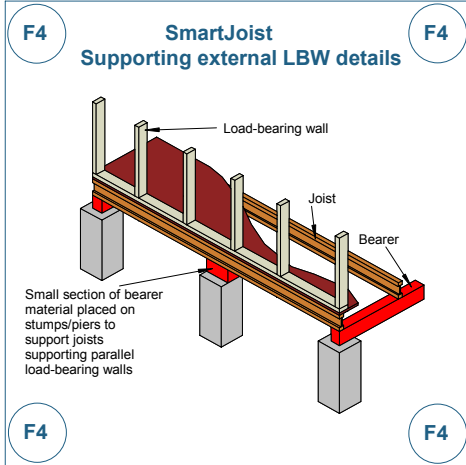 F4
SmartJoist
F4
Supporting external LBW details
Load-bearing wall
Joist
Bearer
Small section of bearer
material placed on
stumps/piers to
support joists
supporting parallel
load-bearing walls
F4
F4